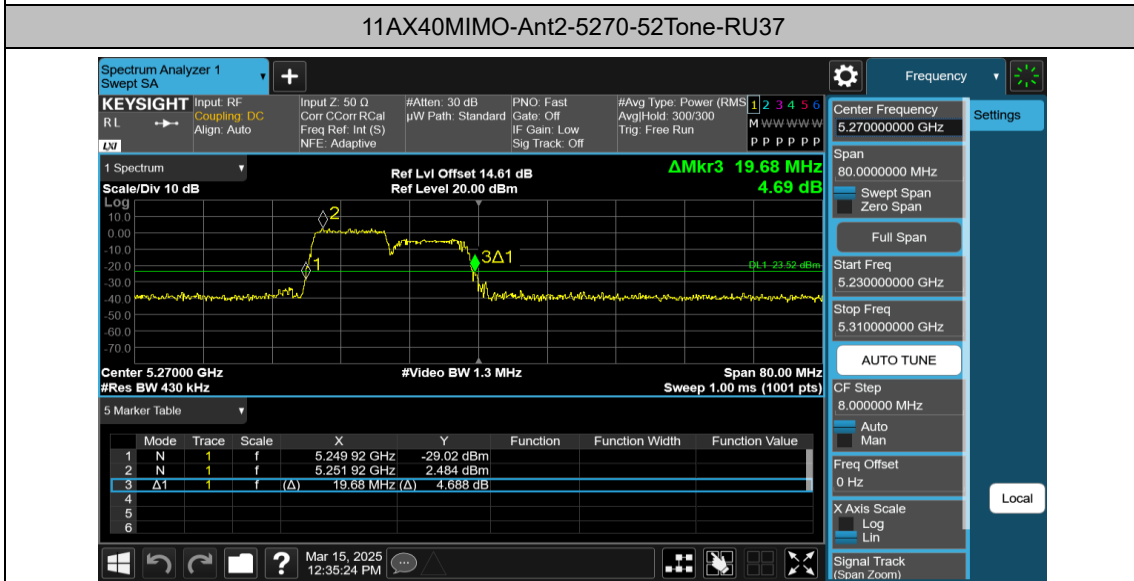 11AX40MIMO-Ant2-5270-52Tone-RU37
Spectrum Analyzer 1
Swept SA
Frequency
KEYSIGHT
RL
LXI
Input: RF
Coupling: DC
Align: Auto
Input Z: 50 Ω
Corr CCorr RCal
Freq Ref: Int (S)
NFE: Adaptive
#Atten: 30 dB
µW Path: Standard
PNO: Fast
Gate: Off
IF Gain: Low
Sig Track: Off
#Avg Type: Power (RMS
Avg|Hold: 300/300
Trig: Free Run
1 2 3 4 5 6
M W W W W W
P P P P P P
1 Spectrum
Scale/Div 10 dB
Ref Lvl Offset 14.61 dB
Ref Level 20.00 dBm
ΔMkr3 19.68 MHz
4.69 dB
Log
10.0
0.00
-10.0
-20.0
-30.0
-40.0
-50.0
-60.0
-70.0
2
1
3Δ1
DL1 -23.52 dBm
Center 5.27000 GHz
#Video BW 1.3 MHz
Span 80.00 MHz
#Res BW 430 kHz
Sweep 1.00 ms (1001 pts)
5 Marker Table
Mode Trace Scale X Y Function Function Width Function Value
1 N 1 f 5.249 92 GHz -29.02 dBm
2 N 1 f 5.251 92 GHz 2.484 dBm
3 Δ1 1 f (Δ) 19.68 MHz (Δ) 4.688 dB
4
5
6
Mar 15, 2025
12:35:24 PM
Center Frequency
5.270000000 GHz
Settings
Span
80.0000000 MHz
Swept Span
Zero Span
Full Span
Start Freq
5.230000000 GHz
Stop Freq
5.310000000 GHz
AUTO TUNE
CF Step
8.000000 MHz
Auto
Man
Freq Offset
0 Hz
X Axis Scale
Log
Lin
Local
Signal Track
(Span Zoom)